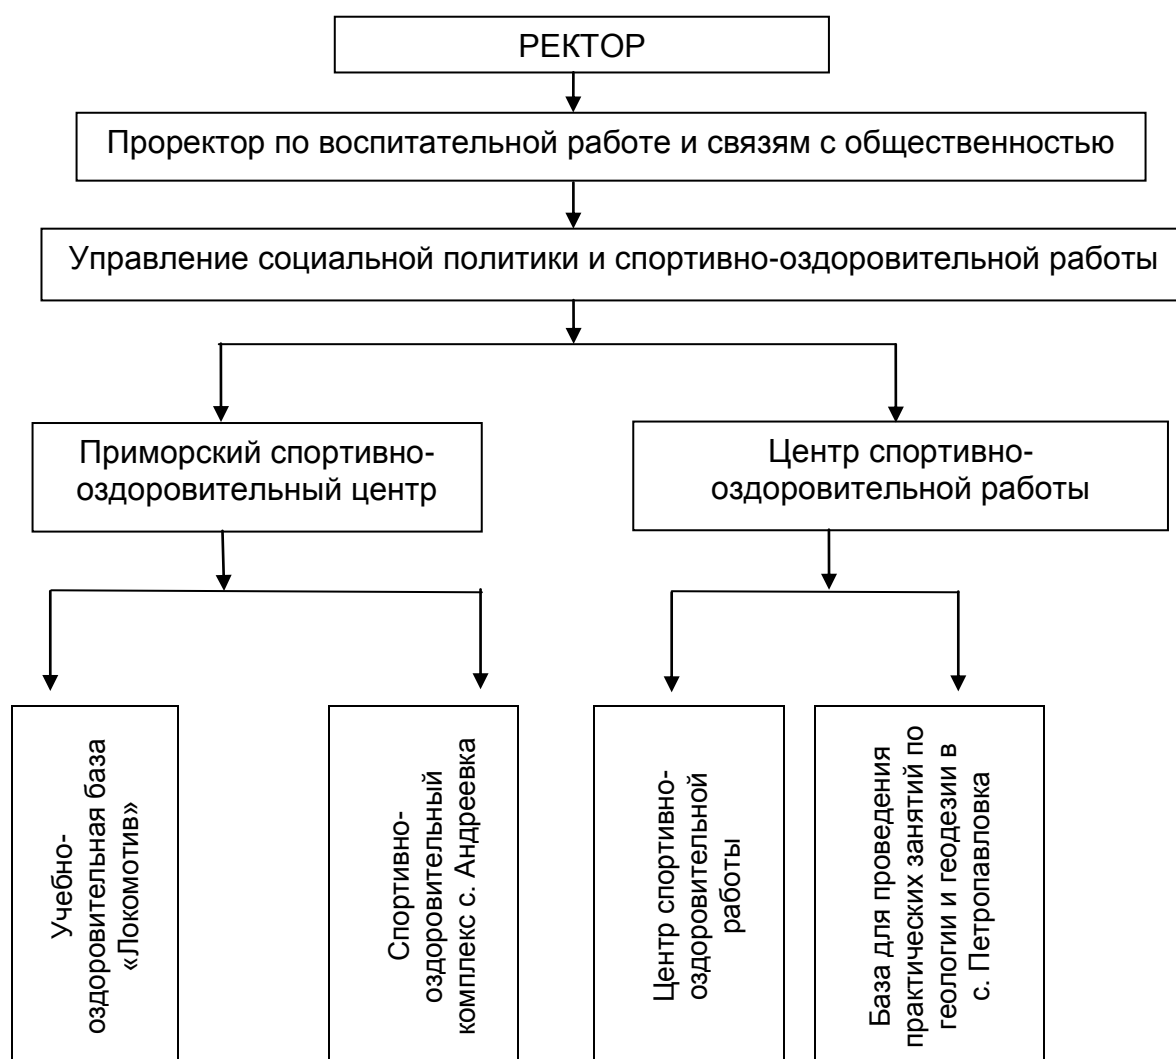 РЕКТОР
Проректор по воспитательной работе и связям с общественностью
Управление социальной политики и спортивно-оздоровительной работы
Приморский спортивно-
оздоровительный центр
Центр спортивно-
оздоровительной работы
Учебно-
оздоровительная база
«Локомотив»
Спортивно-
оздоровительный
комплекс с. Андреевка
Центр спортивно-
оздоровительной
работы
База для проведения
практических занятий по
геологии и геодезии в
с. Петропавловка